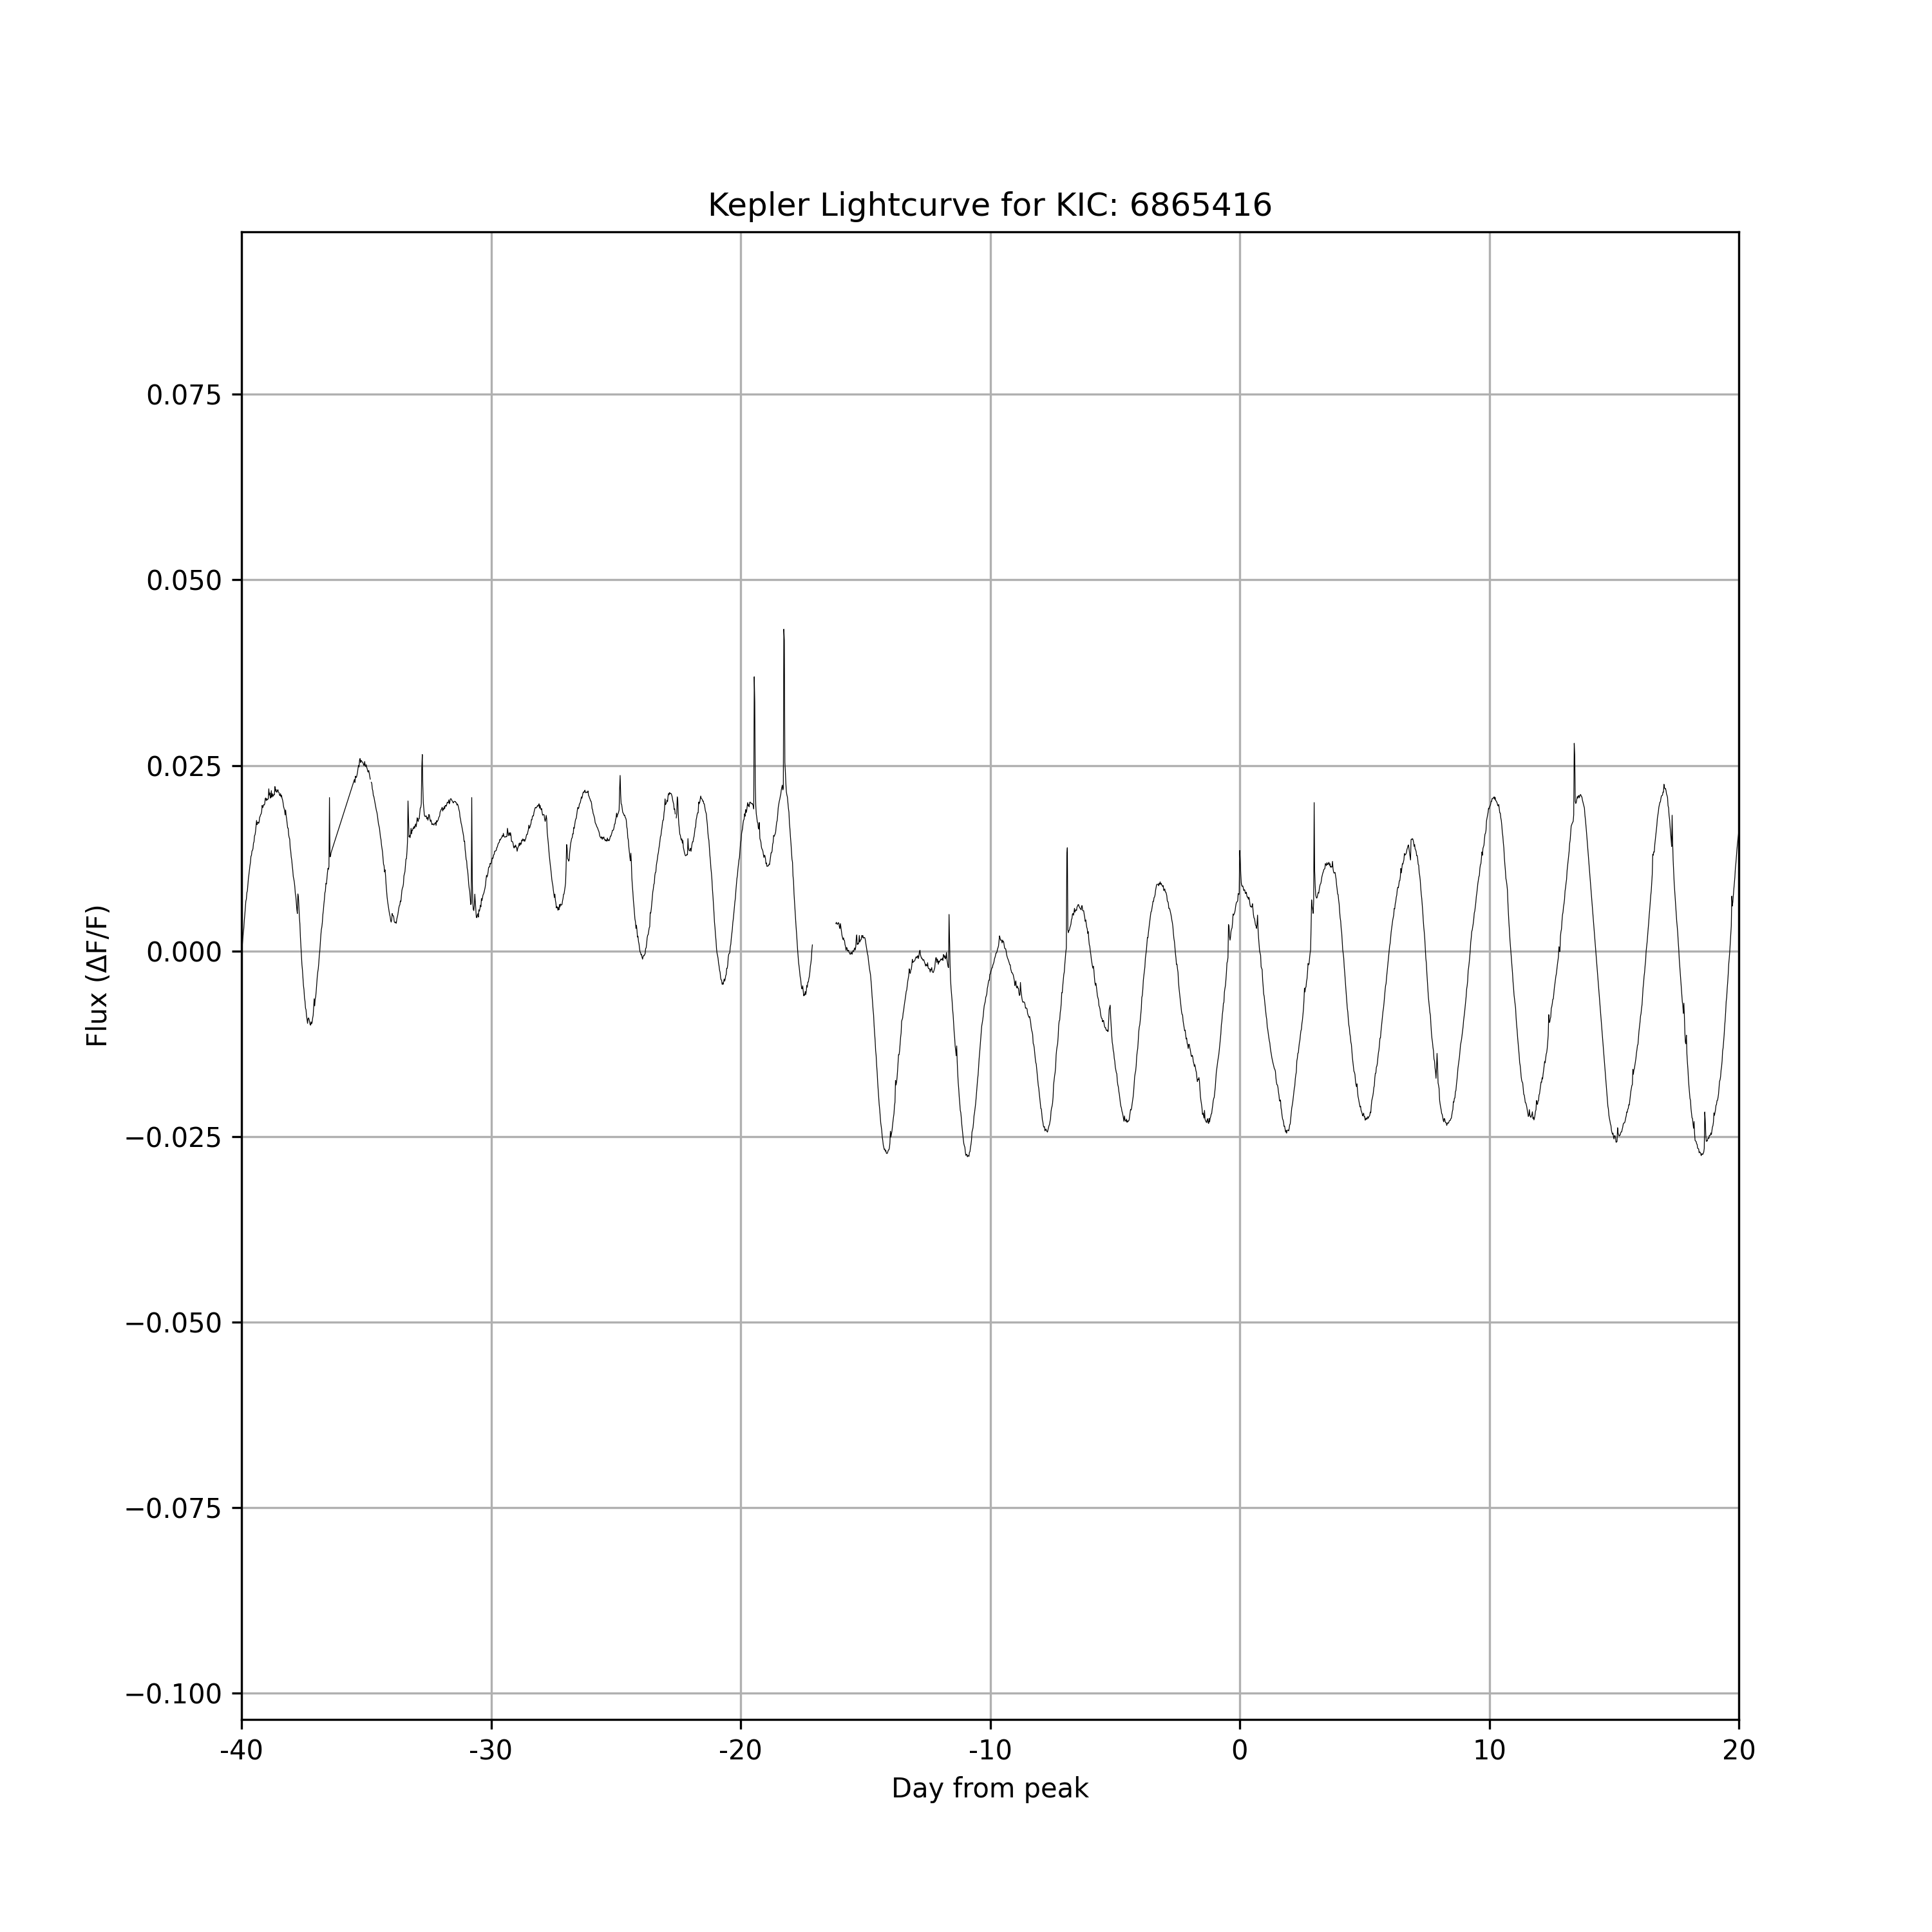 Kepler Lightcurve for KIC: 6865416
Flux (ΔF/F)
0.075
0.050
0.025
0.000
−0.025
−0.050
−0.075
−0.100
-40 -30 -20 -10 0 10 20
Day from peak